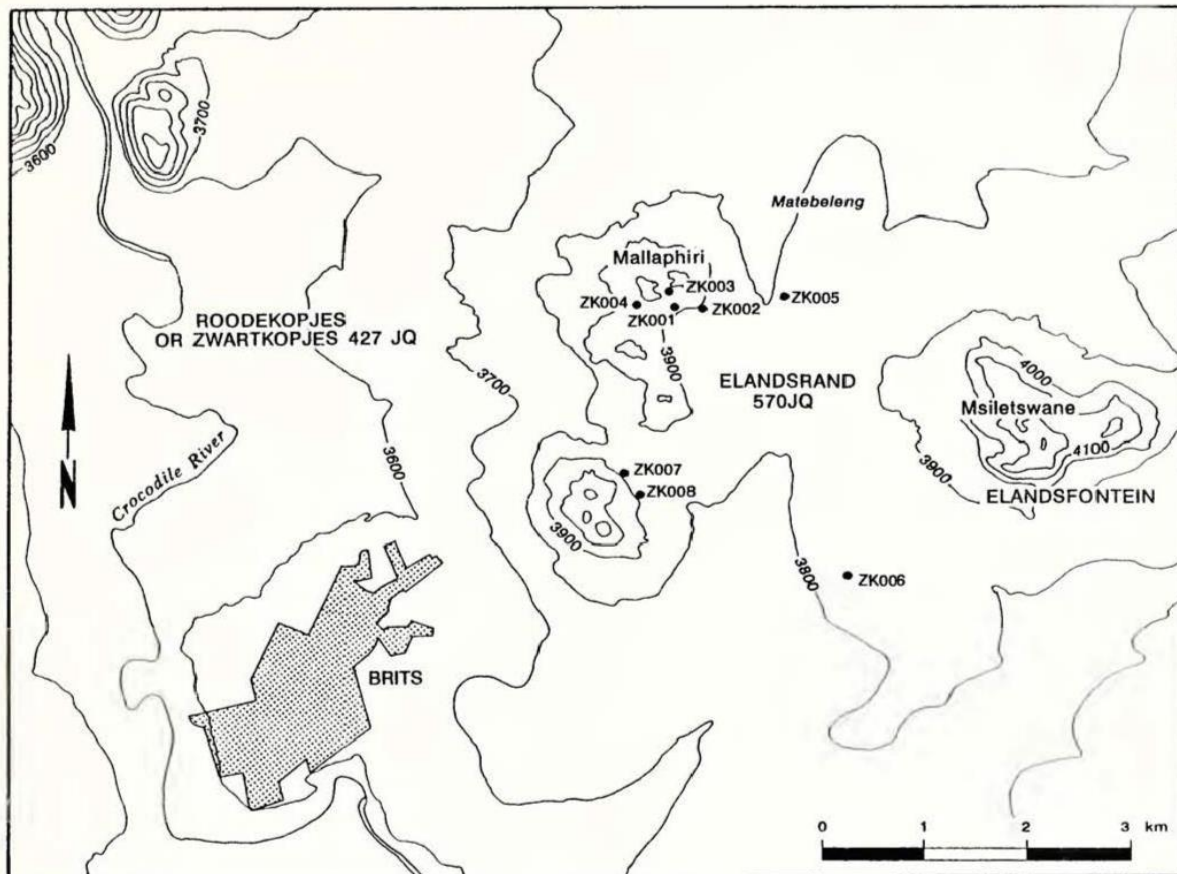 3600
3700
Matebeleng
Mallaphiri
ZK003
ZK004
ZK001
ZK002
ZK005
ROODEKOPJES
OR ZWARTKOPJES 427 JQ
3700
3900
ELANDSRAND
570JQ
4000
Msiletswane
4100
3900
ELANDSFONTEIN
Crocodile River
N
3600
ZK007
ZK008
3900
3800
ZK006
BRITS
0 1 2 3 km